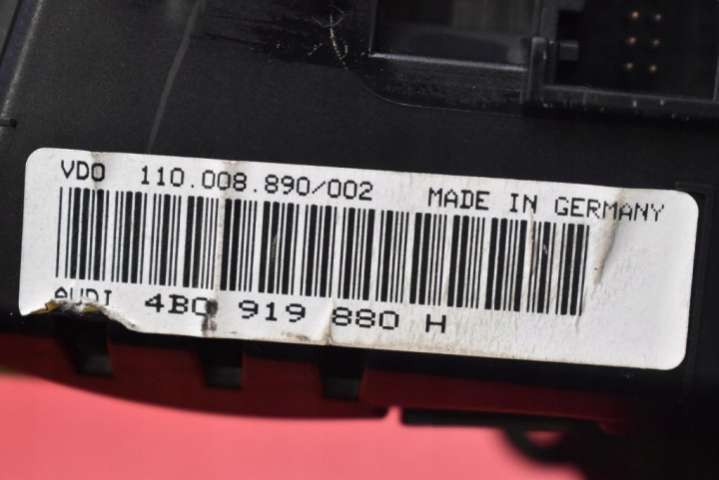 VDO 110.008.890/002 MADE IN GERMANY
AUDI 4B0 919 880 H